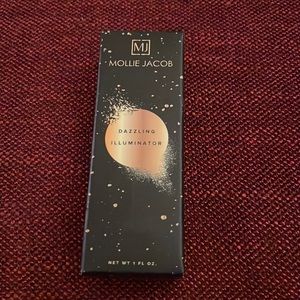 MJ
MOLLIE JACOB
DAZZLING
ILLUMINATOR
NET WT 1 FL OZ.